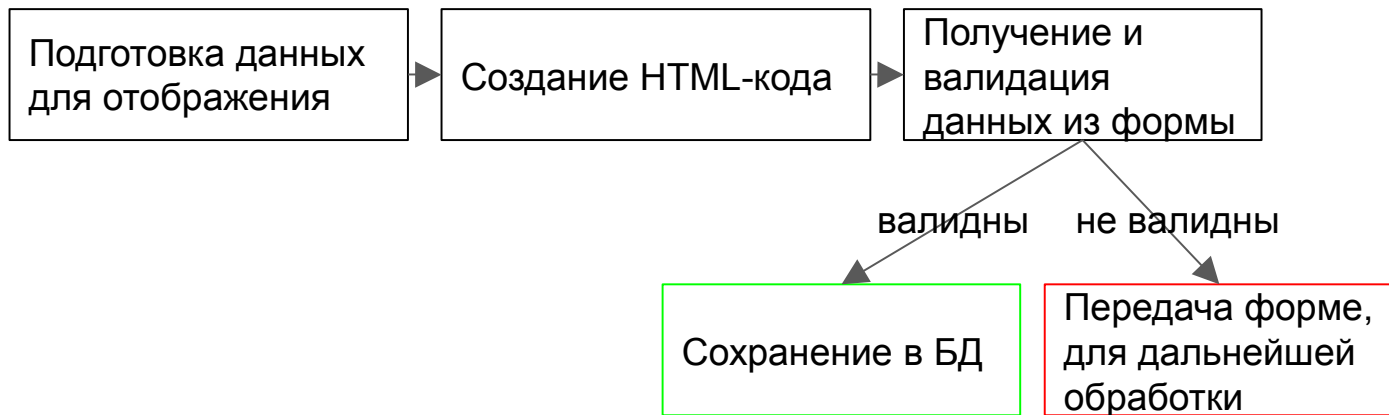 Подготовка данных
для отображения
Создание HTML-кода
Получение и
валидация
данных из формы
валидны
не валидны
Сохранение в БД
Передача форме,
для дальнейшей
обработки